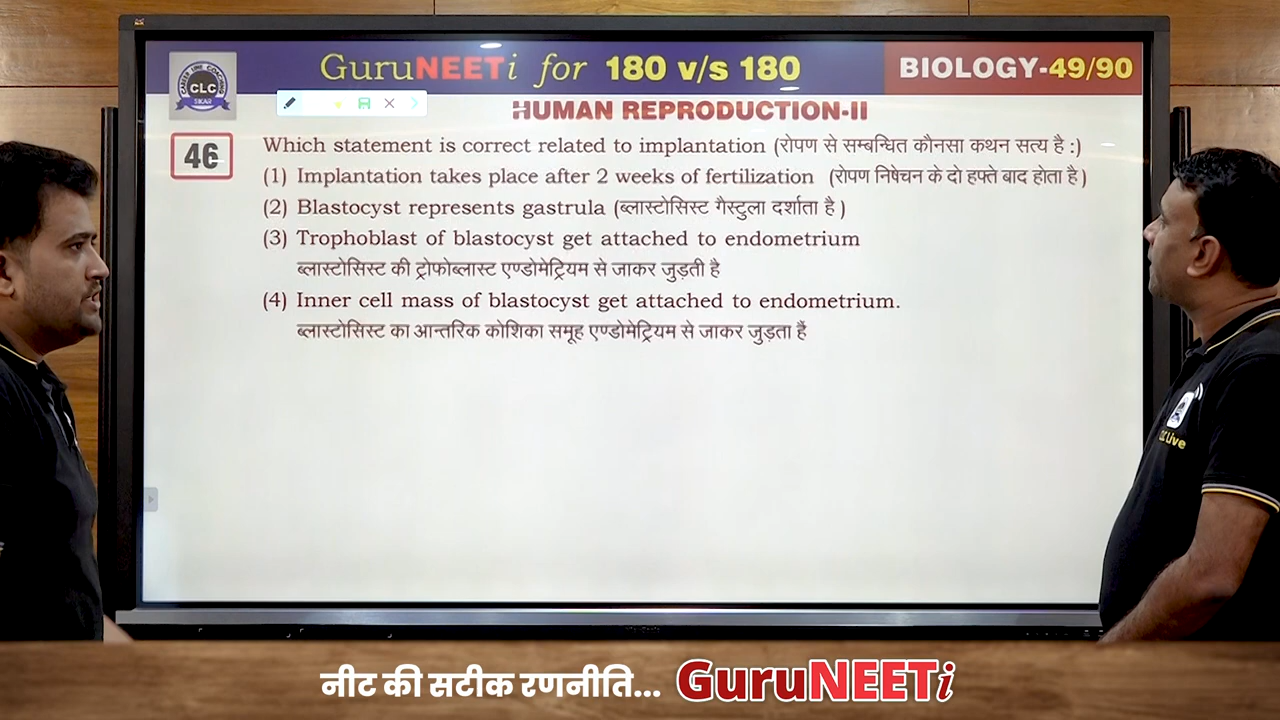 GuruNEETi for 180 v/s 180
BIOLOGY-49/90
CLC
SIKAR
HUMAN REPRODUCTION-II
46
Which statement is correct related to implantation (रोपण से सम्बन्धित कौनसा कथन सत्य है :)
(1) Implantation takes place after 2 weeks of fertilization (रोपण निषेचन के दो हफ्ते बाद होता है )
(2) Blastocyst represents gastrula (ब्लास्टोसिस्ट गैस्टुला दर्शाता है )
(3) Trophoblast of blastocyst get attached to endometrium
ब्लास्टोसिस्ट की ट्रोफोब्लास्ट एण्डोमेट्रियम से जाकर जुड़ती है
(4) Inner cell mass of blastocyst get attached to endometrium.
ब्लास्टोसिस्ट का आन्तरिक कोशिका समूह एण्डोमेट्रियम से जाकर जुड़ता हैं
Live
नीट की सटीक रणनीति... GuruNEETi